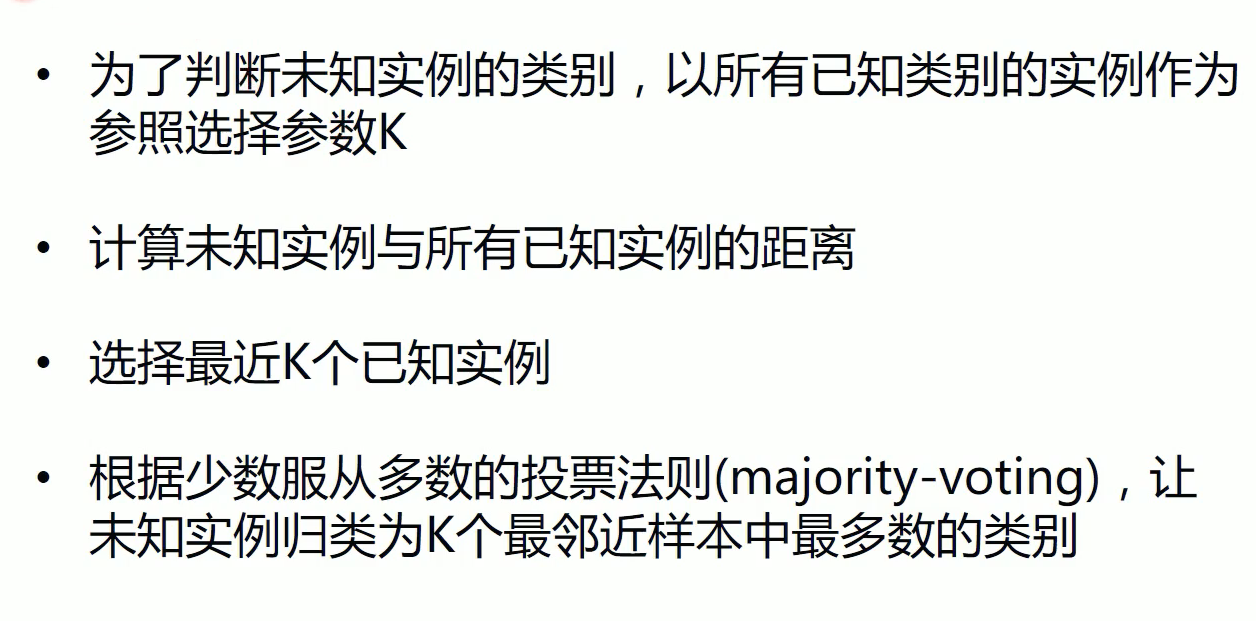 • 为了判断未知实例的类别，以所有已知类别的实例作为
参照选择参数K
• 计算未知实例与所有已知实例的距离
• 选择最近K个已知实例
• 根据少数服从多数的投票法则(majority-voting)，让
未知实例归类为K个最邻近样本中最多数的类别